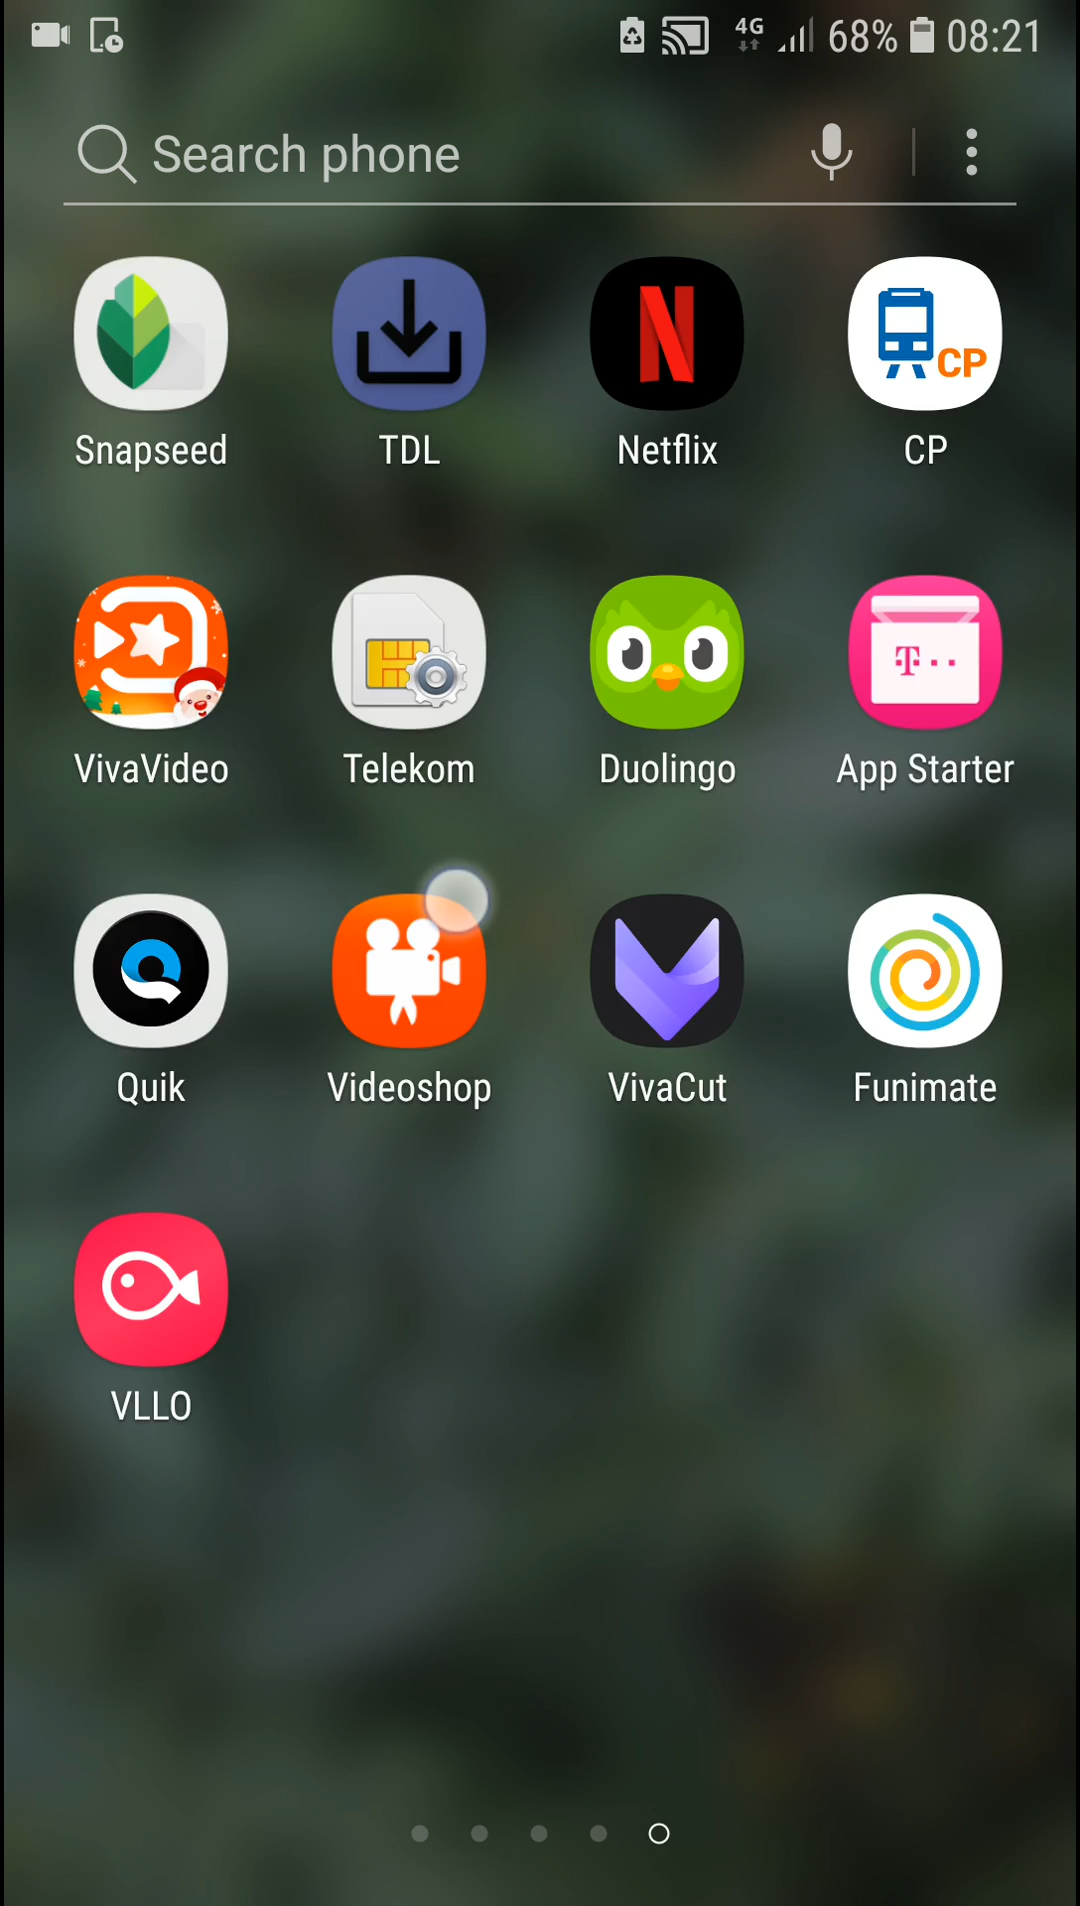 4G 68% 08:21
Search phone
CP
Snapseed TDL Netflix CP
T
VivaVideo Telekom Duolingo App Starter
Quik Videoshop VivaCut Funimate
VLLO